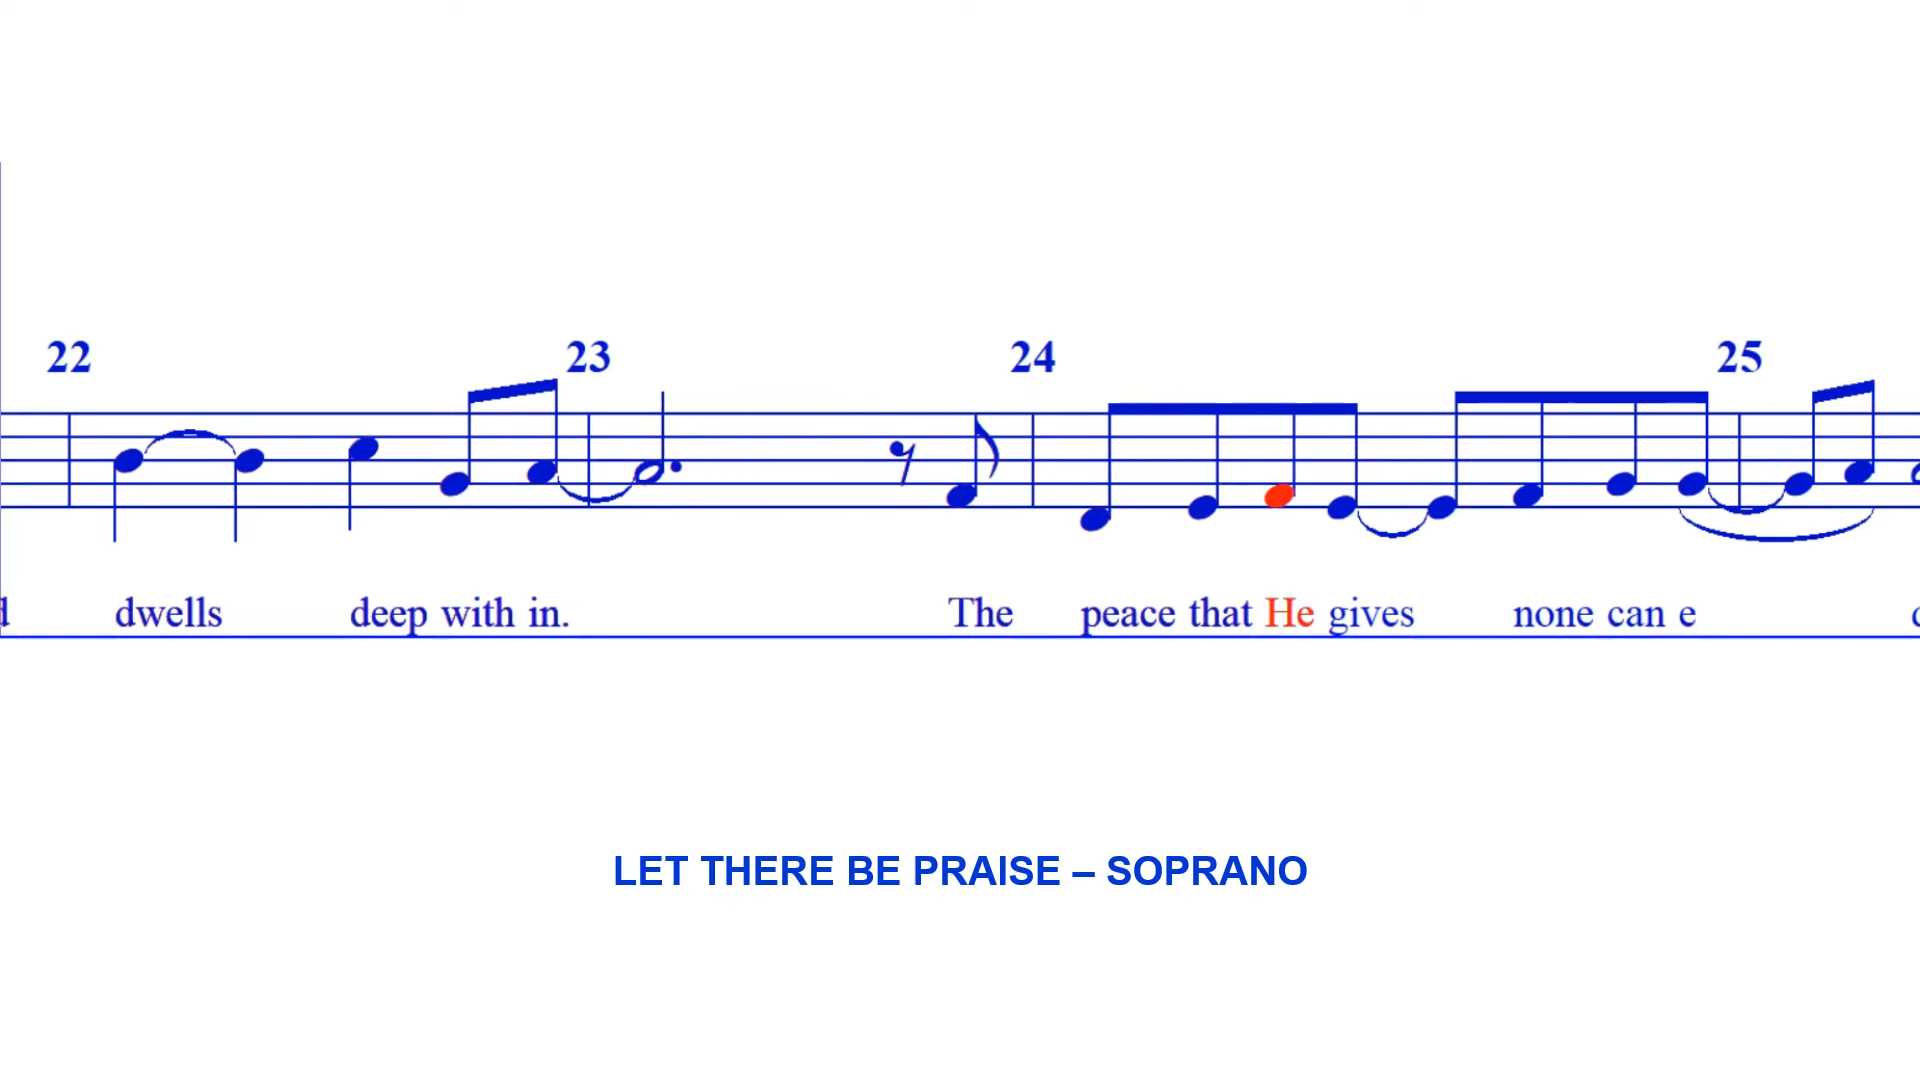 22 23 24 25
dwells deep with in. The peace that He gives none can e
LET THERE BE PRAISE – SOPRANO